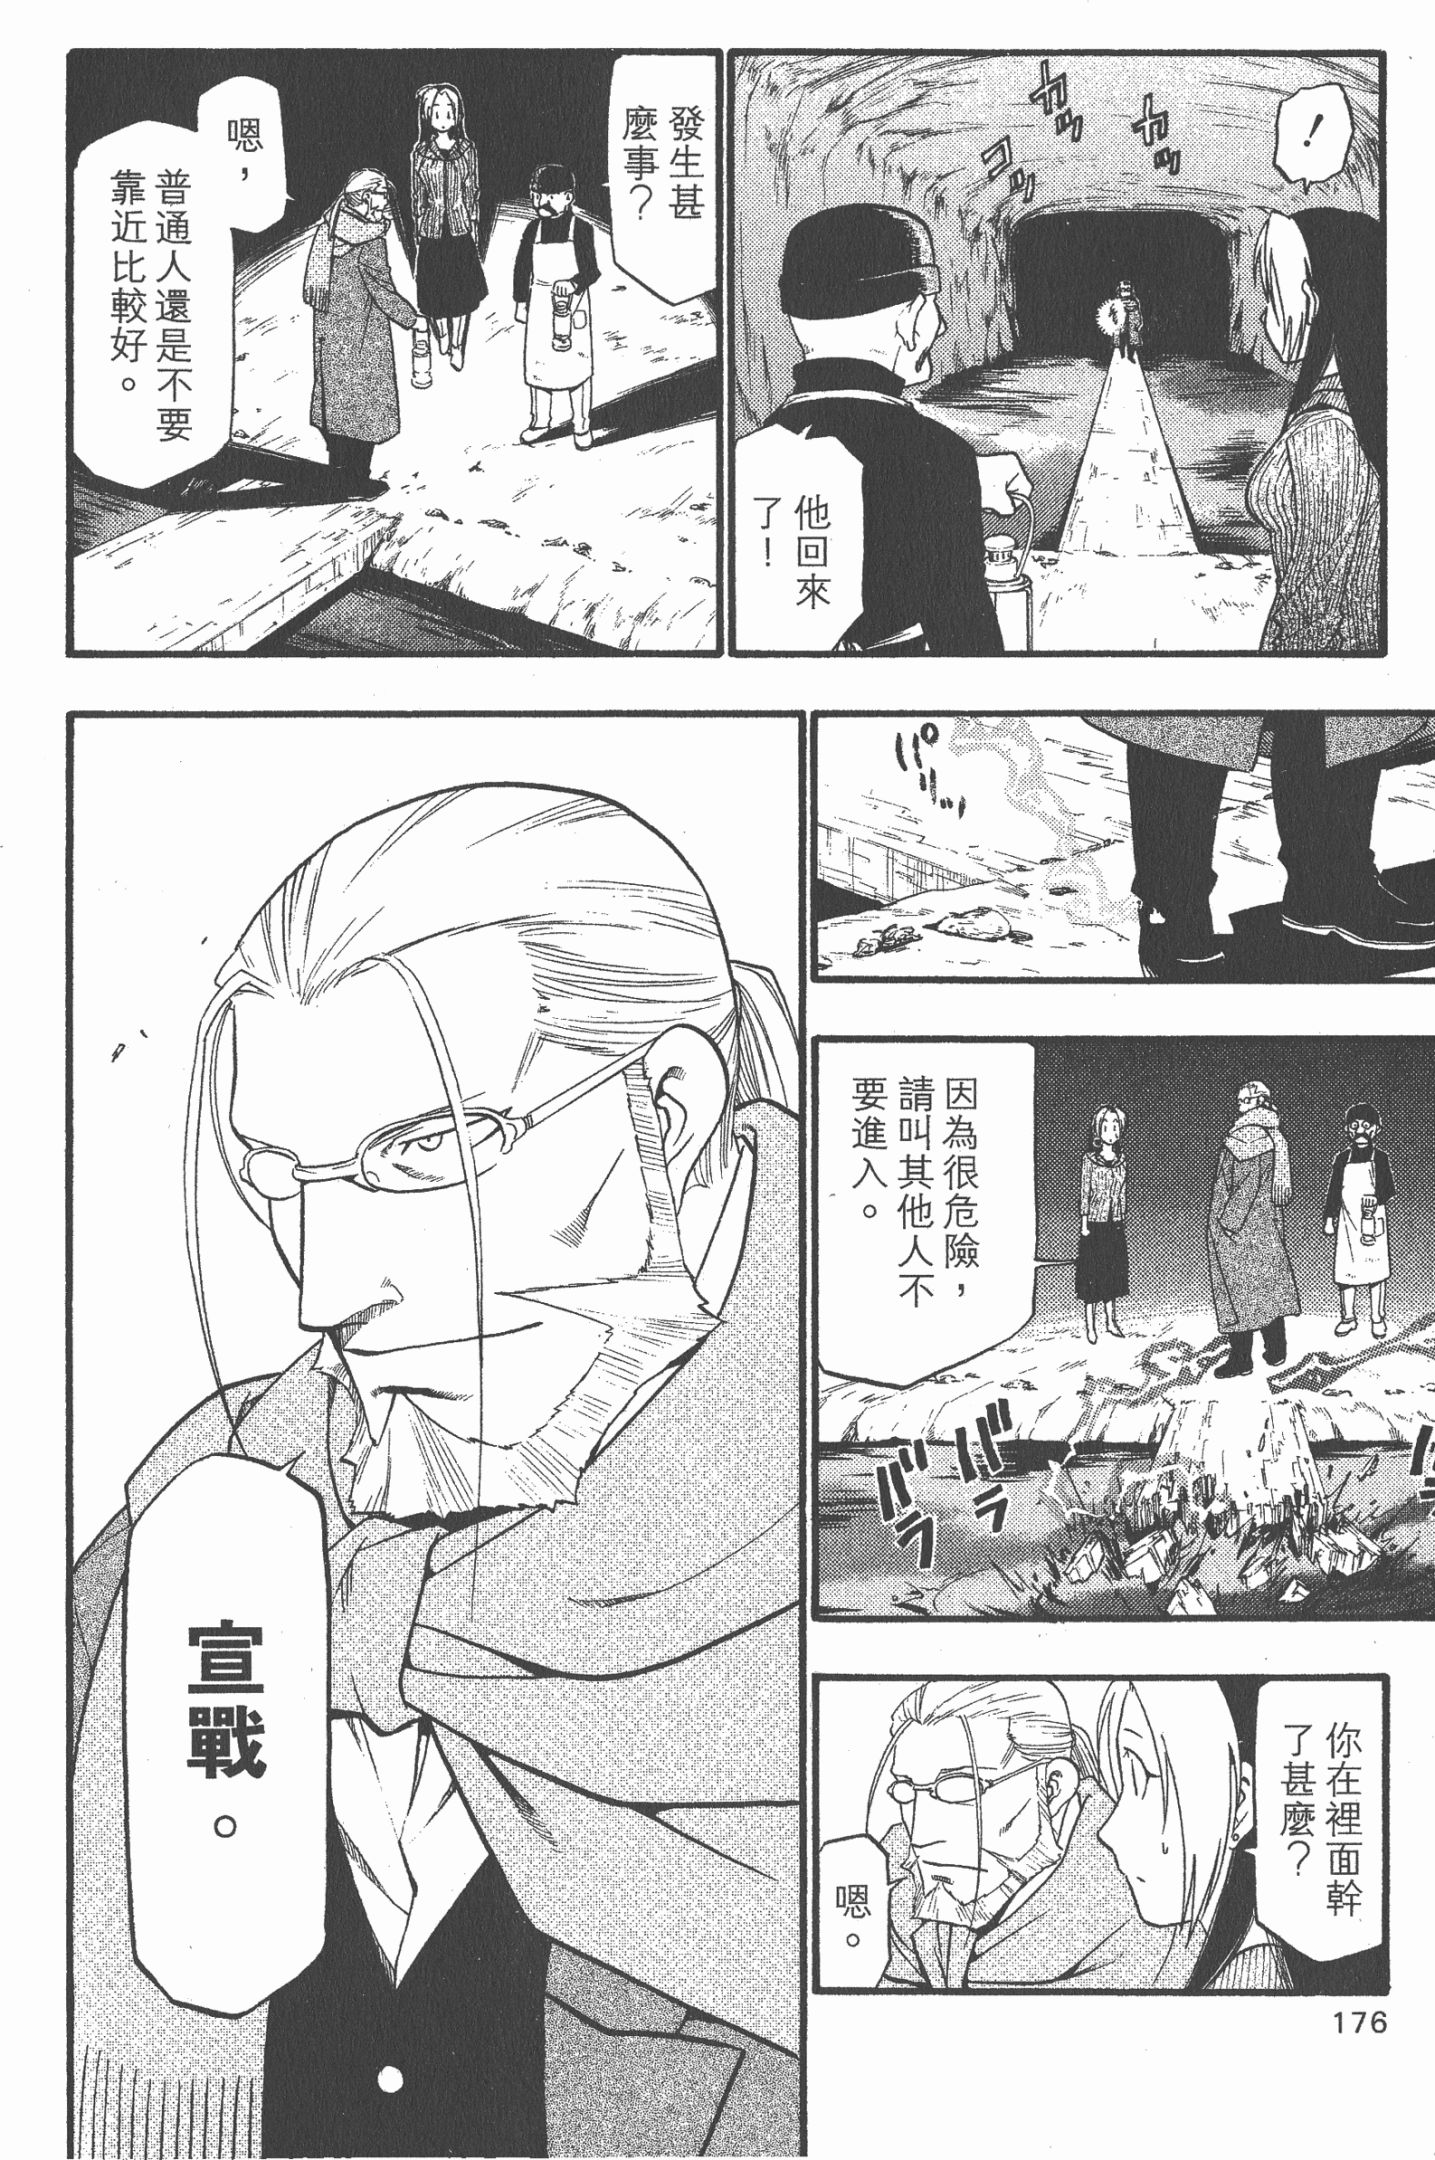 ！
カッ
カッ
コツ
他回來
了！
發生甚
麼事？
嗯，
普通人還是不要
靠近比較好。
パリッ
因為很危險，
請叫其他人不
要進入。
ガラ
ガラ
你在裡面幹
了甚麼？
嗯。
宣戰。
176